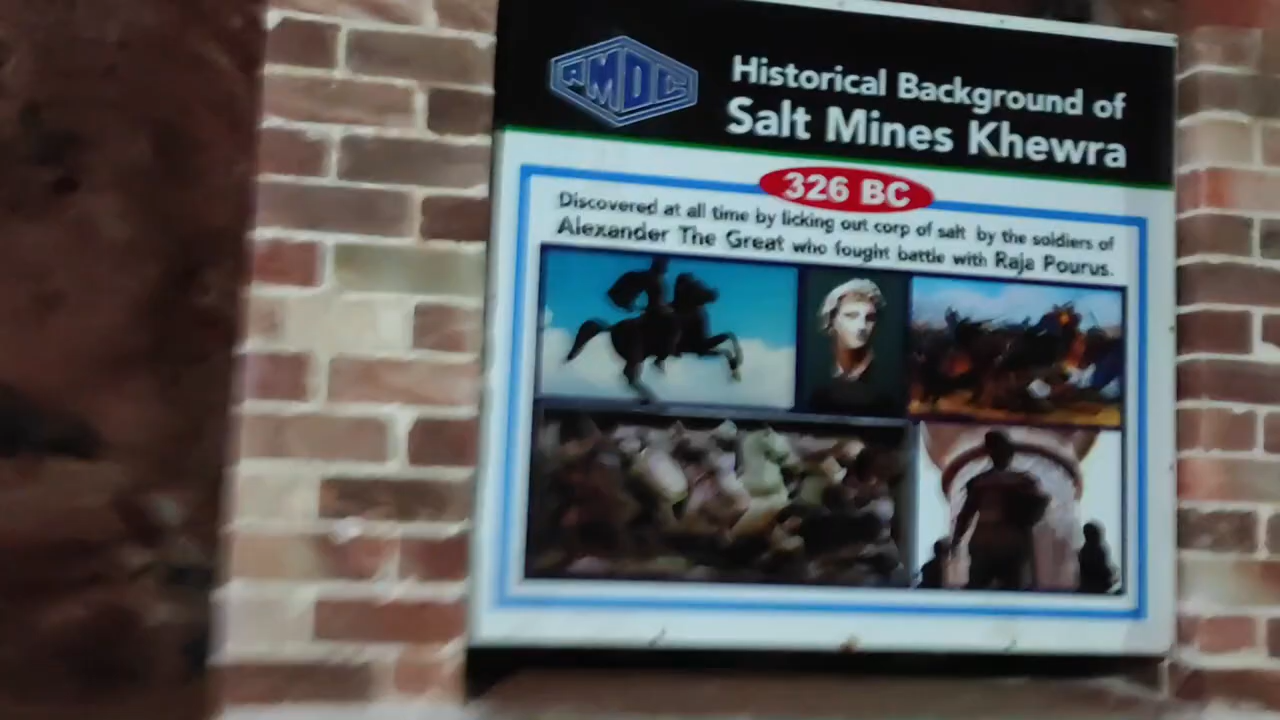 PMDC
Historical Background of
Salt Mines Khewra
326 BC
Discovered at all time by licking out corp of salt by the soldiers of
Alexander The Great who fought battle with Raja Pourus.